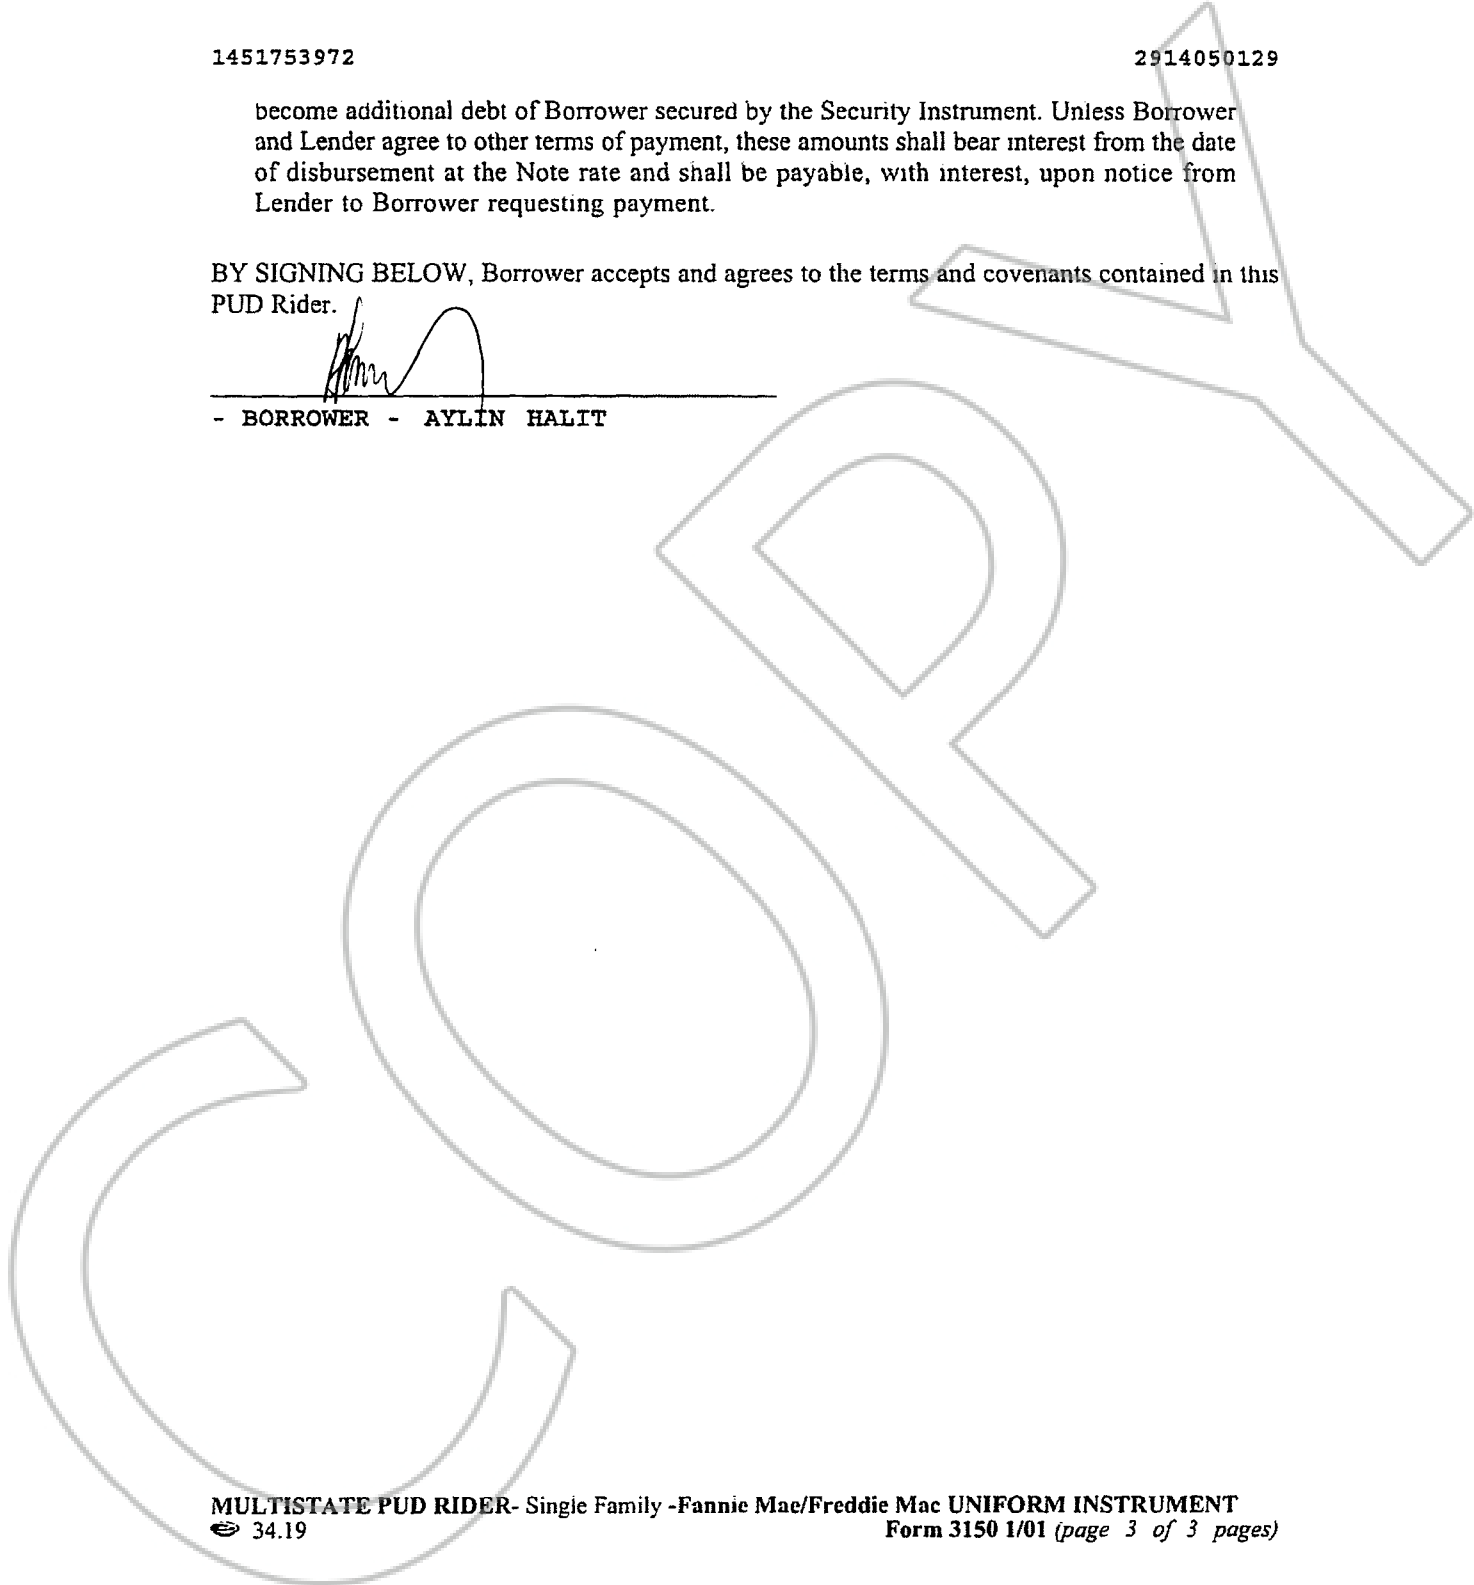 1451753972 2914050129
become additional debt of Borrower secured by the Security Instrument. Unless Borrower
and Lender agree to other terms of payment, these amounts shall bear interest from the date
of disbursement at the Note rate and shall be payable, with interest, upon notice from
Lender to Borrower requesting payment.
BY SIGNING BELOW, Borrower accepts and agrees to the terms and covenants contained in this
PUD Rider.
- BORROWER - AYLIN HALIT
COPY
MULTISTATE PUD RIDER- Single Family -Fannie Mae/Freddie Mac UNIFORM INSTRUMENT
34.19 Form 3150 1/01 (page 3 of 3 pages)